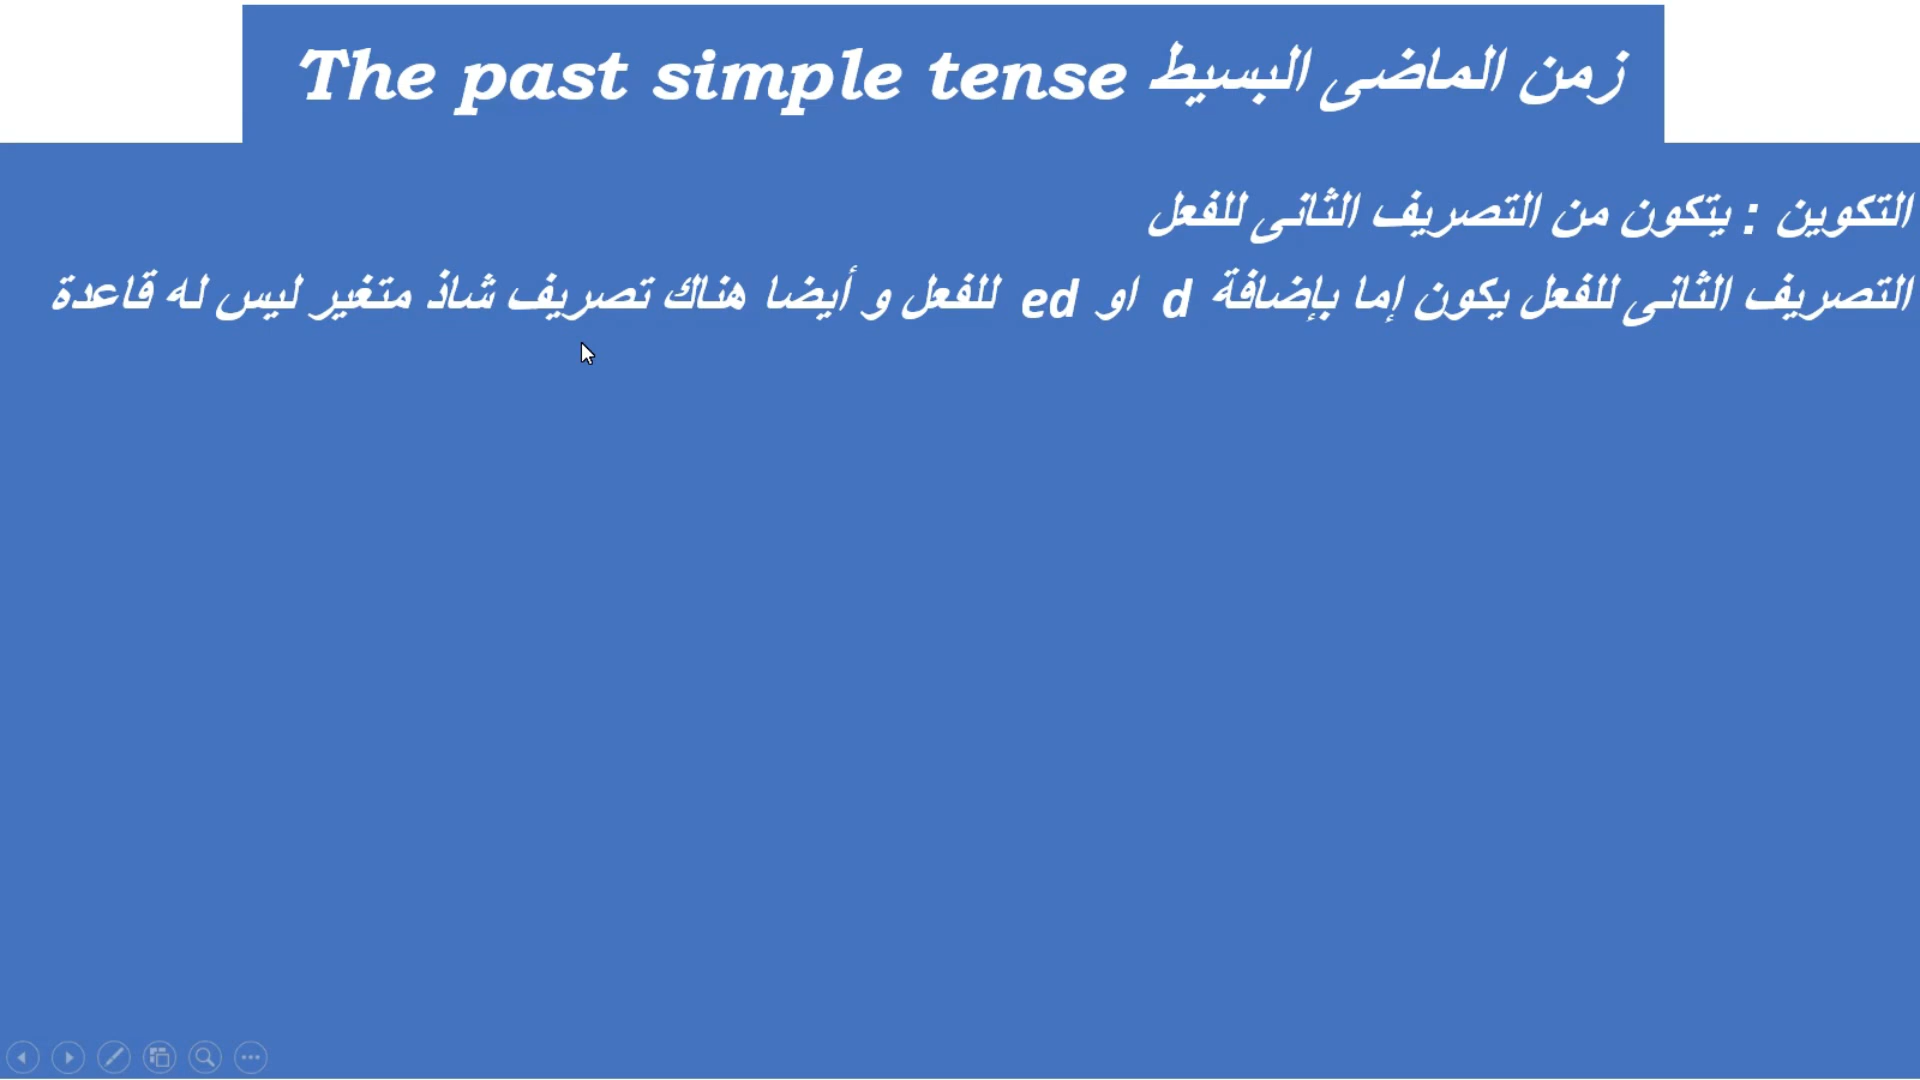 The past simple tense زمن الماضى البسيط
التكوين : يتكون من التصريف الثانى للفعل
التصريف الثانى للفعل يكون إما بإضافة d او ed للفعل و أيضا هناك تصريف شاذ متغير ليس له قاعدة